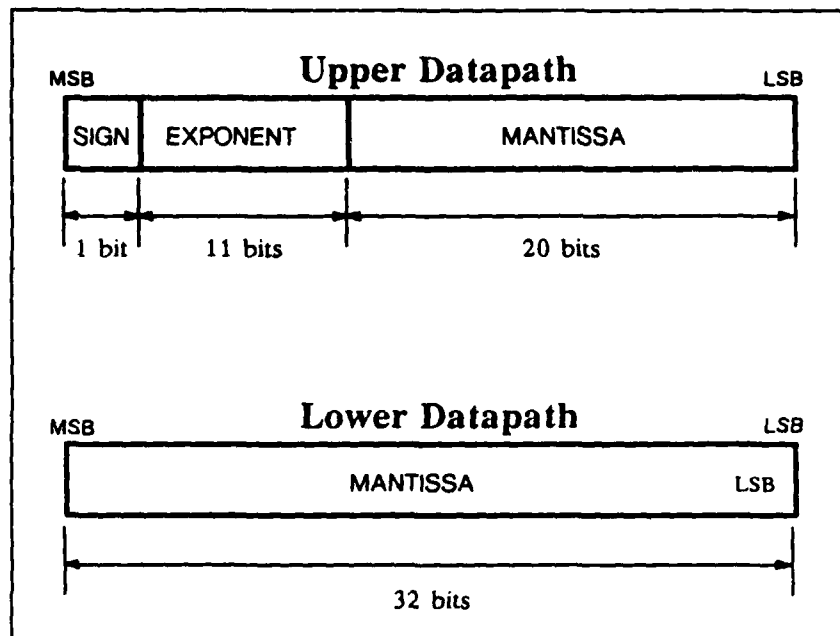 Upper Datapath
MSB LSB
SIGN EXPONENT MANTISSA
1 bit 11 bits 20 bits
Lower Datapath
MSB LSB
MANTISSA LSB
32 bits